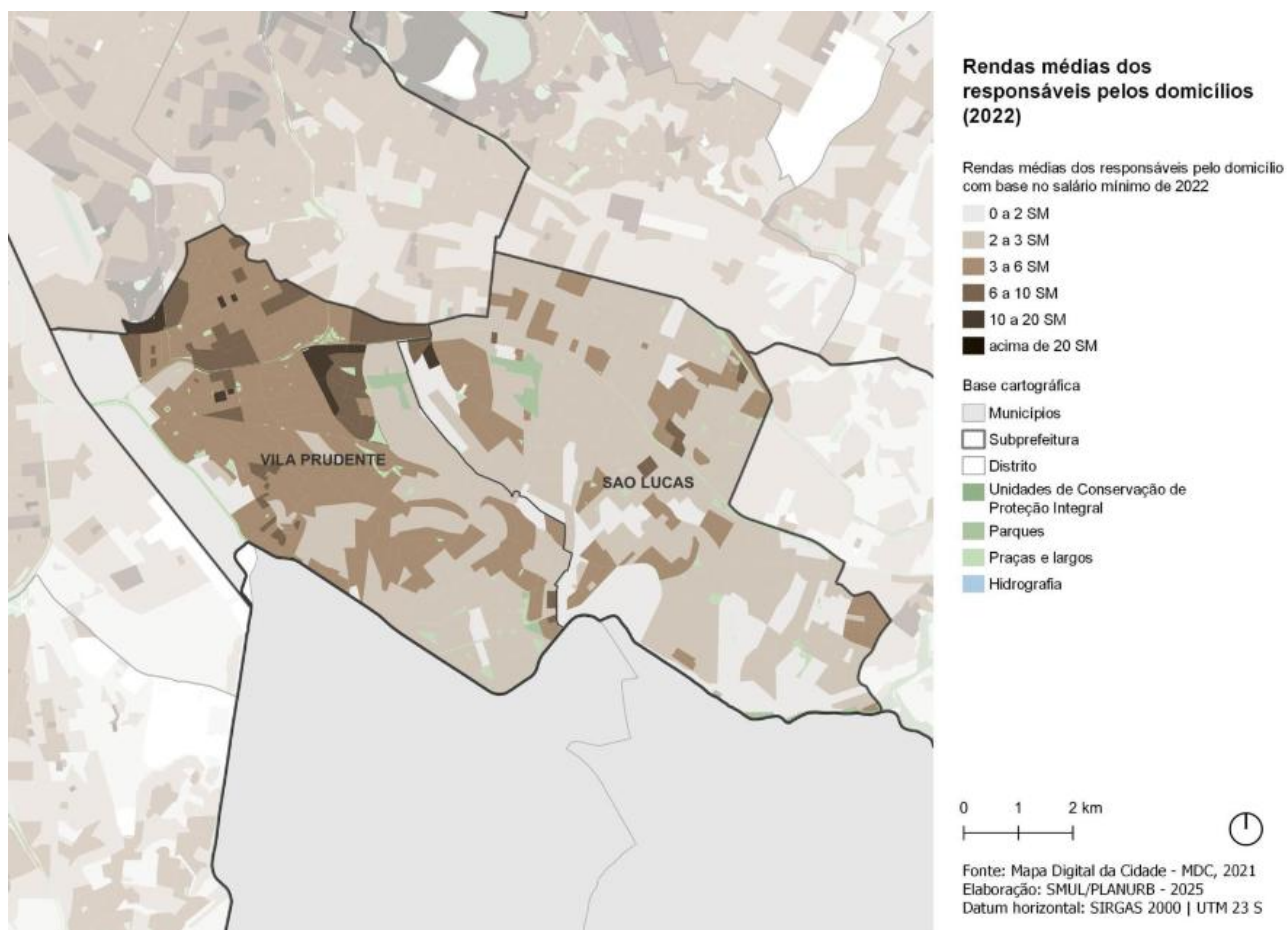 VILA PRUDENTE
SAO LUCAS
Rendas médias dos
responsáveis pelos domicílios
(2022)
Rendas médias dos responsáveis pelo domicílio
com base no salário mínimo de 2022
0 a 2 SM
2 a 3 SM
3 a 6 SM
6 a 10 SM
10 a 20 SM
acima de 20 SM
Base cartográfica
Municípios
Subprefeitura
Distrito
Unidades de Conservação de
Proteção Integral
Parques
Praças e largos
Hidrografia
0 1 2 km
Fonte: Mapa Digital da Cidade - MDC, 2021
Elaboração: SMUL/PLANURB - 2025
Datum horizontal: SIRGAS 2000 | UTM 23 S